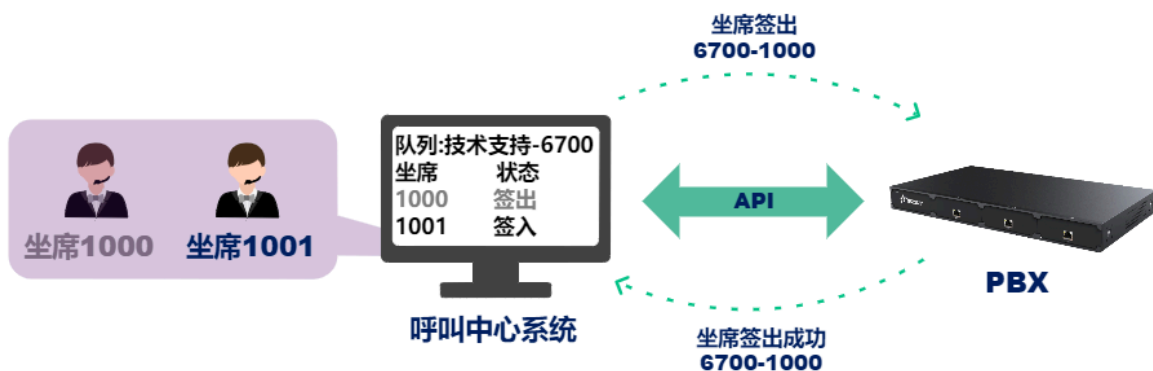 坐席签出
6700-1000
队列:技术支持-6700
坐席 状态
1000 签出
1001 签入
坐席1000 坐席1001
API
PBX
呼叫中心系统
坐席签出成功
6700-1000